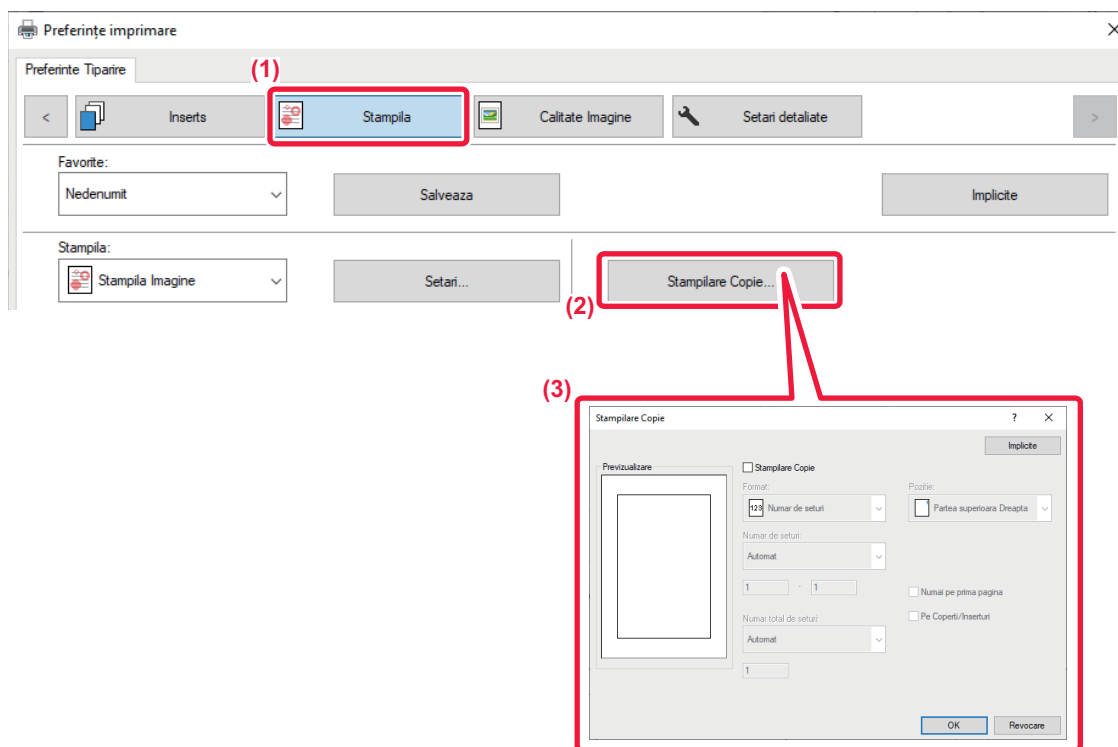 Preferințe imprimare
Preferinte Tiparire
(1)
< Inserts Stampila Calitate Imagine Setari detaliate >
Favorite:
Nedenumit Salveaza Implicite
Stampila:
Stampila Imagine Setari... Stampilare Copie...
(2)
(3)
Stampilare Copie ?
Implicite
Previzualizare Stampilare Copie
Format: Pozitie:
123 Numar de seturi Partea superioara Dreapta
Numar de seturi:
Automat
1 - 1 Numai pe prima pagina
Numar total de seturi: Pe Coperti/Inserturi
Automat
1
OK Revocare